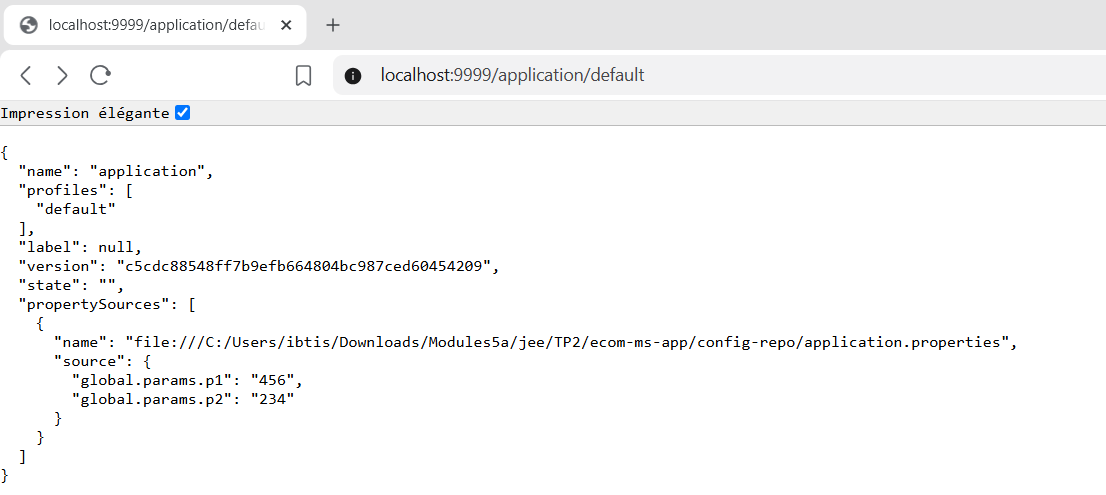 localhost:9999/application/defau
localhost:9999/application/default
Impression élégante
{
  "name": "application",
  "profiles": [
    "default"
  ],
  "label": null,
  "version": "c5cdc88548ff7b9efb664804bc987ced60454209",
  "state": "",
  "propertySources": [
    {
      "name": "file:///C:/Users/ibtis/Downloads/Modules5a/jee/TP2/ecom-ms-app/config-repo/application.properties",
      "source": {
        "global.params.p1": "456",
        "global.params.p2": "234"
      }
    }
  ]
}